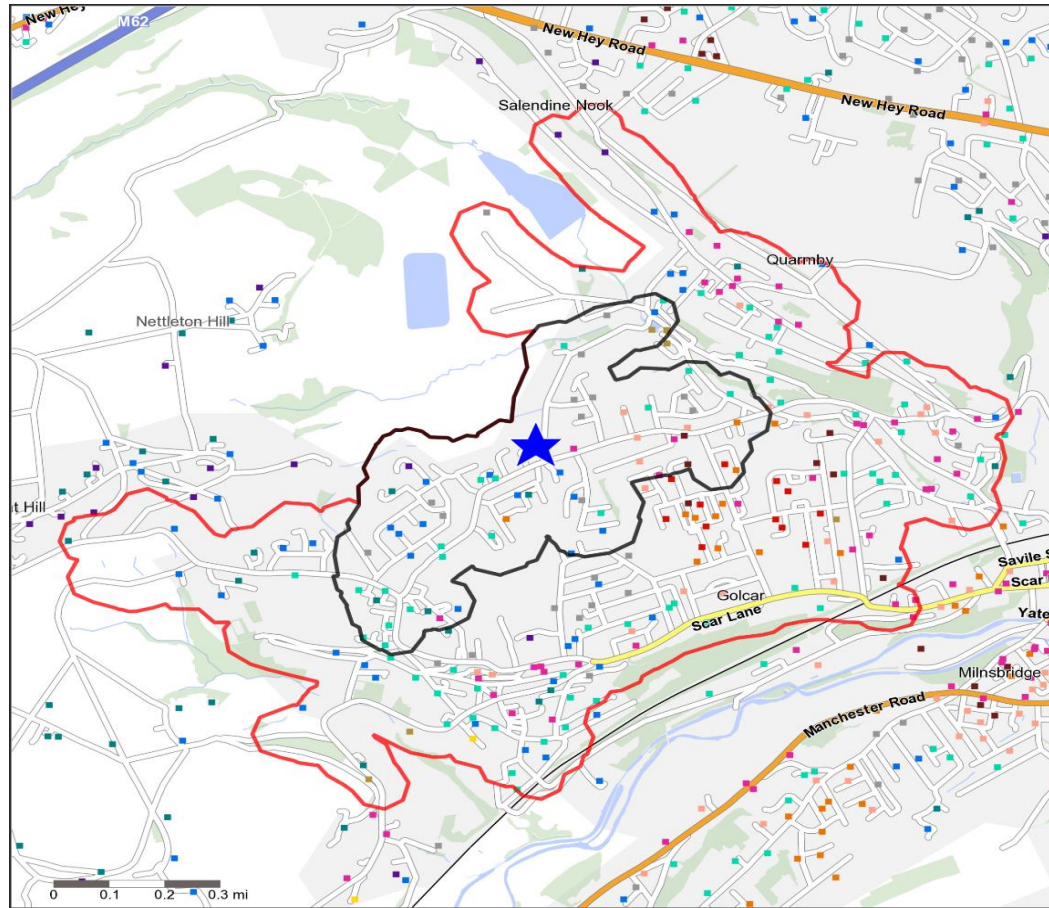 M62
New Hey
New Hey Road
Salendine Nook
New Hey Road
Quarmby
Nettleton Hill
t Hill
Savile S
Golcar
Scar
Scar Lane
Yate
Milnsbridge
Manchester Road
0 0.1 0.2 0.3 mi